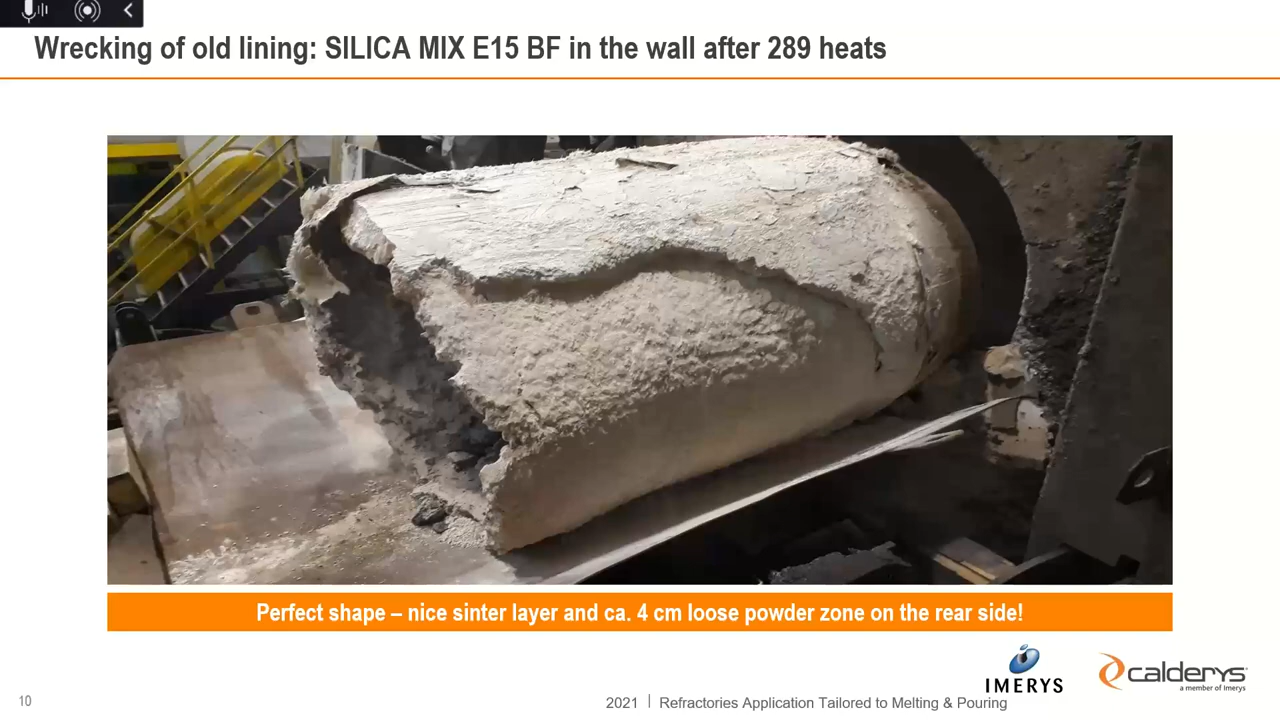 Wrecking of old lining: SILICA MIX E15 BF in the wall after 289 heats
Perfect shape – nice sinter layer and ca. 4 cm loose powder zone on the rear side!
IMERYS
calderys
a member of Imerys
10
2021 | Refractories Application Tailored to Melting & Pouring